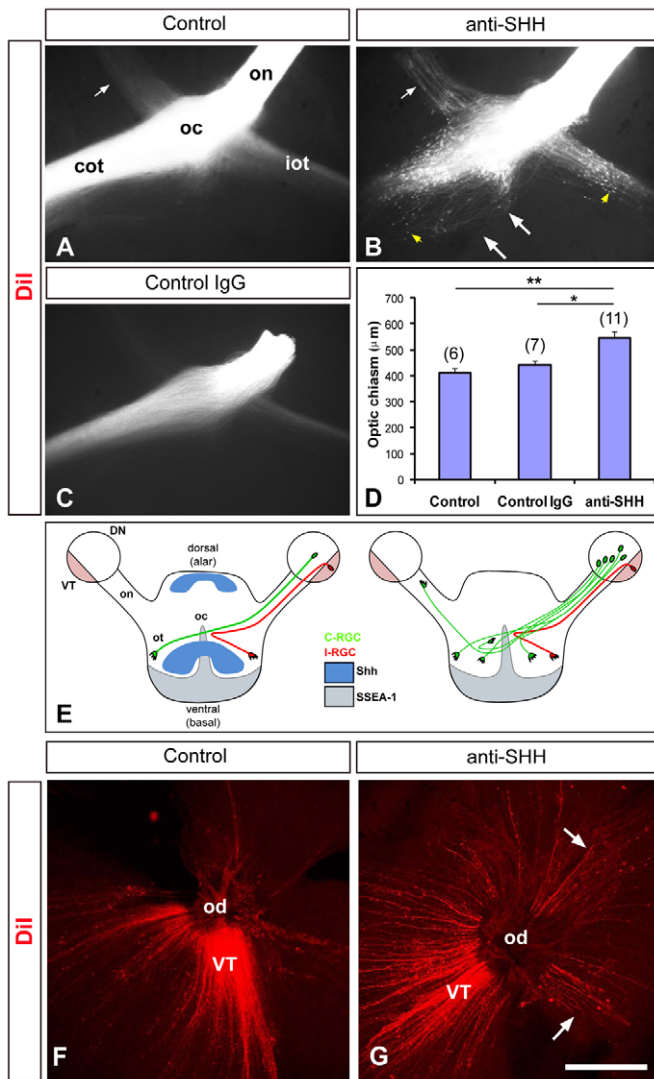 Control
anti-SHH
DiI
on
oc
cot
iot
A
B
Control IgG
C
**
*
(11)
(7)
(6)
700
600
500
400
300
200
100
0
Optic chiasm (μm)
Control
Control IgG
anti-SHH
D
DN
VT
on
dorsal
(alar)
oc
ot
ventral
(basal)
C-RGC
I-RGC
Shh
SSEA-1
E
Control
anti-SHH
DiI
od
VT
F
od
VT
G